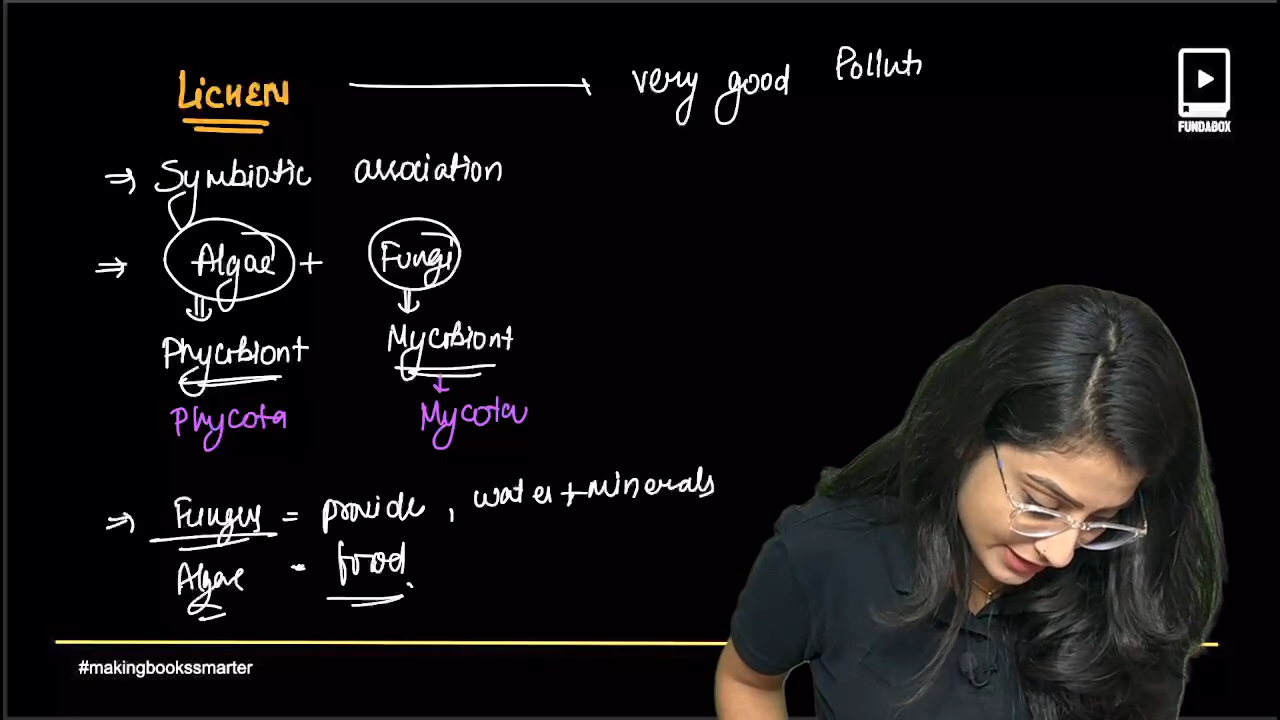 LICHEN → very good Pollut
FUNDABOX
⇒ Symbiotic association
⇒ Algae + Fungi
Phycobiont Mycobiont
Phycota Mycota
⇒ Fungus = provide, water + minerals
Algae - food.
#makingbookssmarter